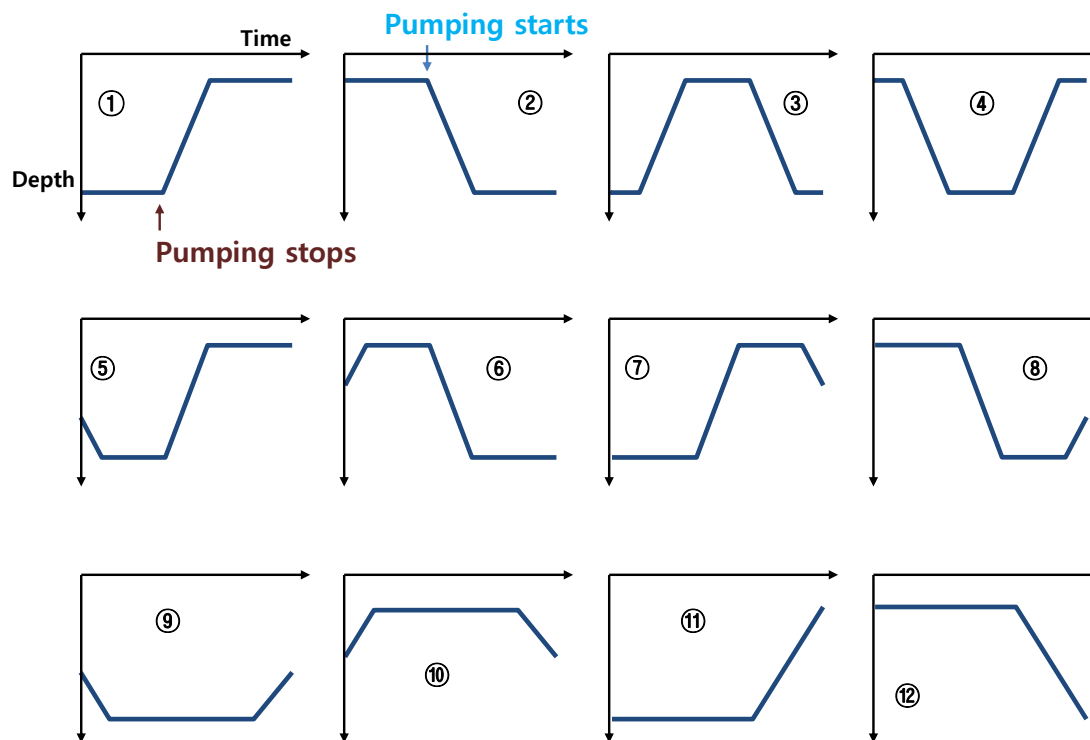 Pumping starts
Time
① ② ③ ④
Depth
Pumping stops
⑤ ⑥ ⑦ ⑧
⑨ ⑩ ⑪ ⑫